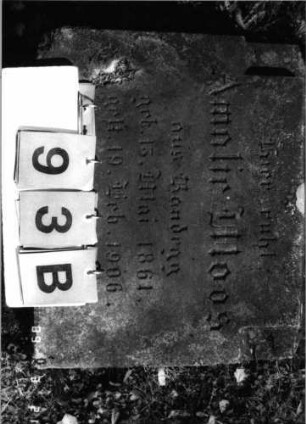 Hier ruht
Amalie Moos
aus Randegg
geb. 15. Mai 1861.
gest. 19. Feb. 1906.
93B